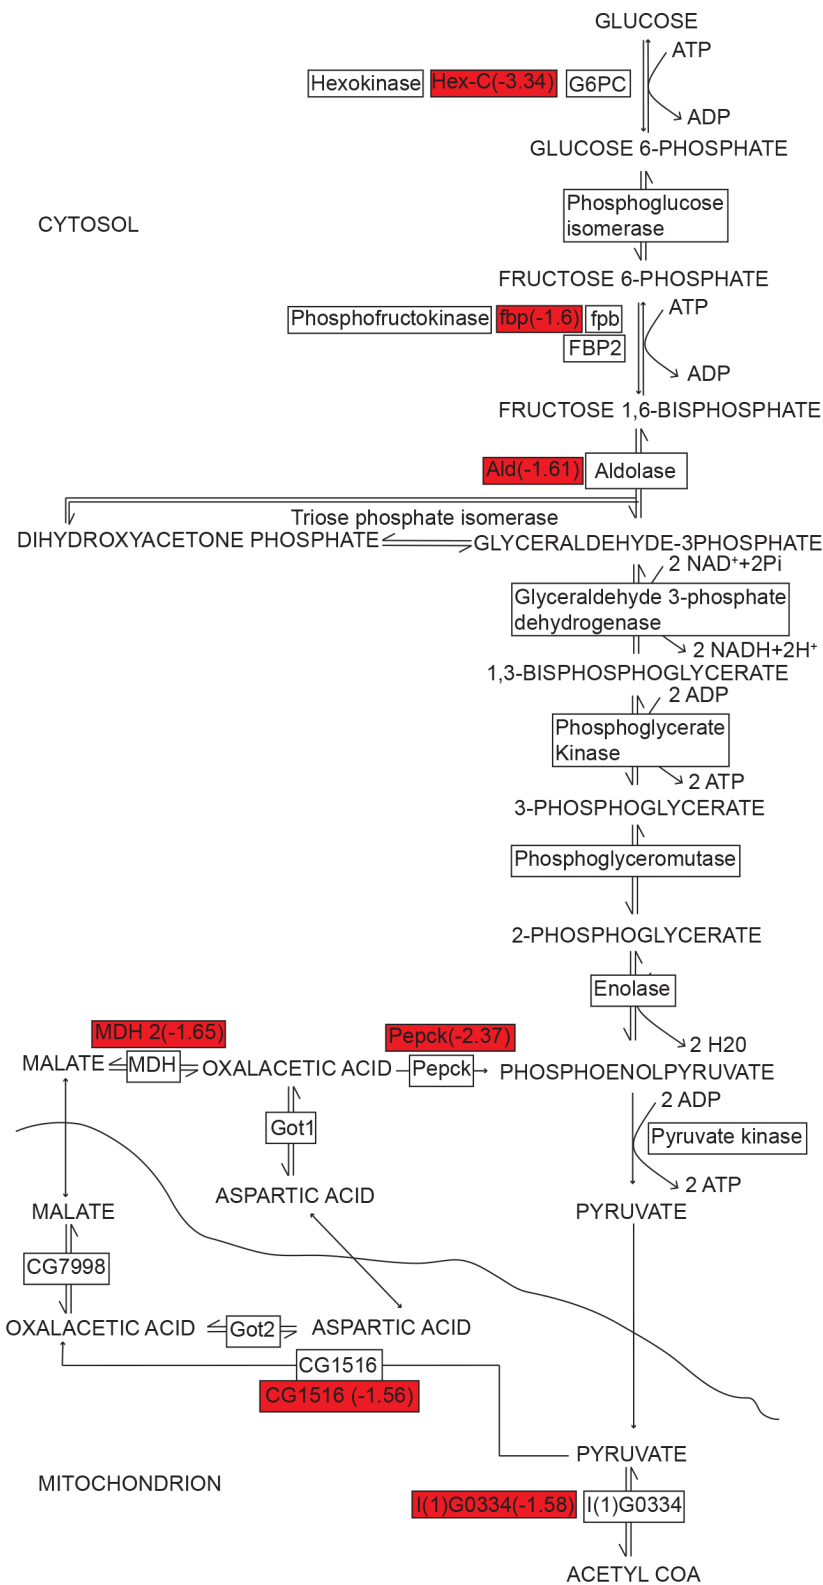 GLUCOSE
ATP
Hexokinase
Hex-C(-3.34)
G6PC
ADP
GLUCOSE 6-PHOSPHATE
Phosphoglucose
isomerase
CYTOSOL
FRUCTOSE 6-PHOSPHATE
ATP
Phosphofructokinase
fbp(-1.6)
fpb
FBP2
ADP
FRUCTOSE 1,6-BISPHOSPHATE
Ald(-1.61)
Aldolase
Triose phosphate isomerase
DIHYDROXYACETONE PHOSPHATE
GLYCERALDEHYDE-3PHOSPHATE
2 NAD⁺+2Pi
Glyceraldehyde 3-phosphate
dehydrogenase
2 NADH+2H⁺
1,3-BISPHOSPHOGLYCERATE
2 ADP
Phosphoglycerate
Kinase
2 ATP
3-PHOSPHOGLYCERATE
Phosphoglyceromutase
2-PHOSPHOGLYCERATE
Enolase
2 H20
MDH 2(-1.65)
Pepck(-2.37)
MALATE
MDH
OXALACETIC ACID
Pepck
PHOSPHOENOLPYRUVATE
2 ADP
Got1
Pyruvate kinase
2 ATP
ASPARTIC ACID
MALATE
PYRUVATE
CG7998
OXALACETIC ACID
Got2
ASPARTIC ACID
CG1516
CG1516 (-1.56)
PYRUVATE
MITOCHONDRION
I(1)G0334(-1.58)
I(1)G0334
ACETYL COA